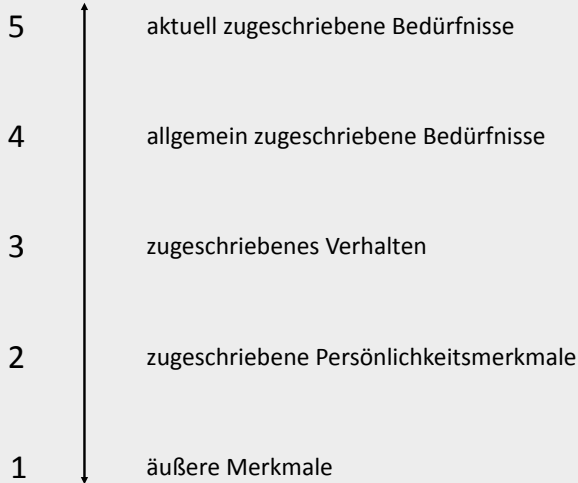 5 aktuell zugeschriebene Bedürfnisse
4 allgemein zugeschriebene Bedürfnisse
3 zugeschriebenes Verhalten
2 zugeschriebene Persönlichkeitsmerkmale
1 äußere Merkmale